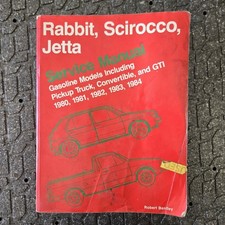 Rabbit, Scirocco,
Jetta
Service Manual
Gasoline Models Including
Pickup Truck, Convertible, and GTI
1980, 1981, 1982, 1983, 1984
Robert Bentley